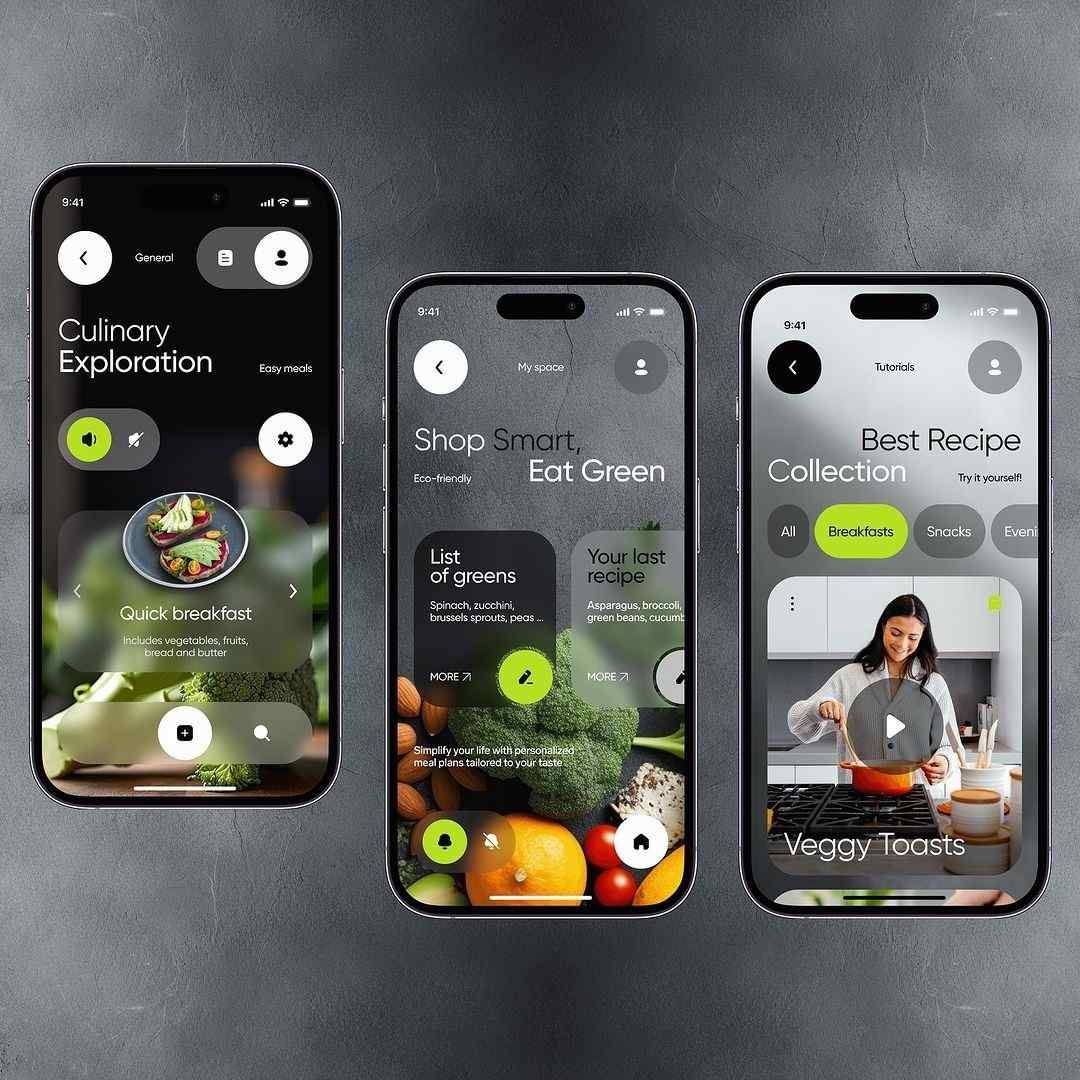 9:41
General
Culinary
Exploration
Easy meals
Quick breakfast
Includes vegetables, fruits,
bread and butter
9:41
My space
Shop Smart,
Eco-friendly
Eat Green
List
of greens
Spinach, zucchini,
brussels sprouts, peas ...
MORE
Your last
recipe
Asparagus, broccoli,
green beans, cucumb
MORE
Simplify your life with personalized
meal plans tailored to your taste
9:41
Tutorials
Best Recipe
Collection
Try it yourself!
All
Breakfasts
Snacks
Eveni
Veggy Toasts